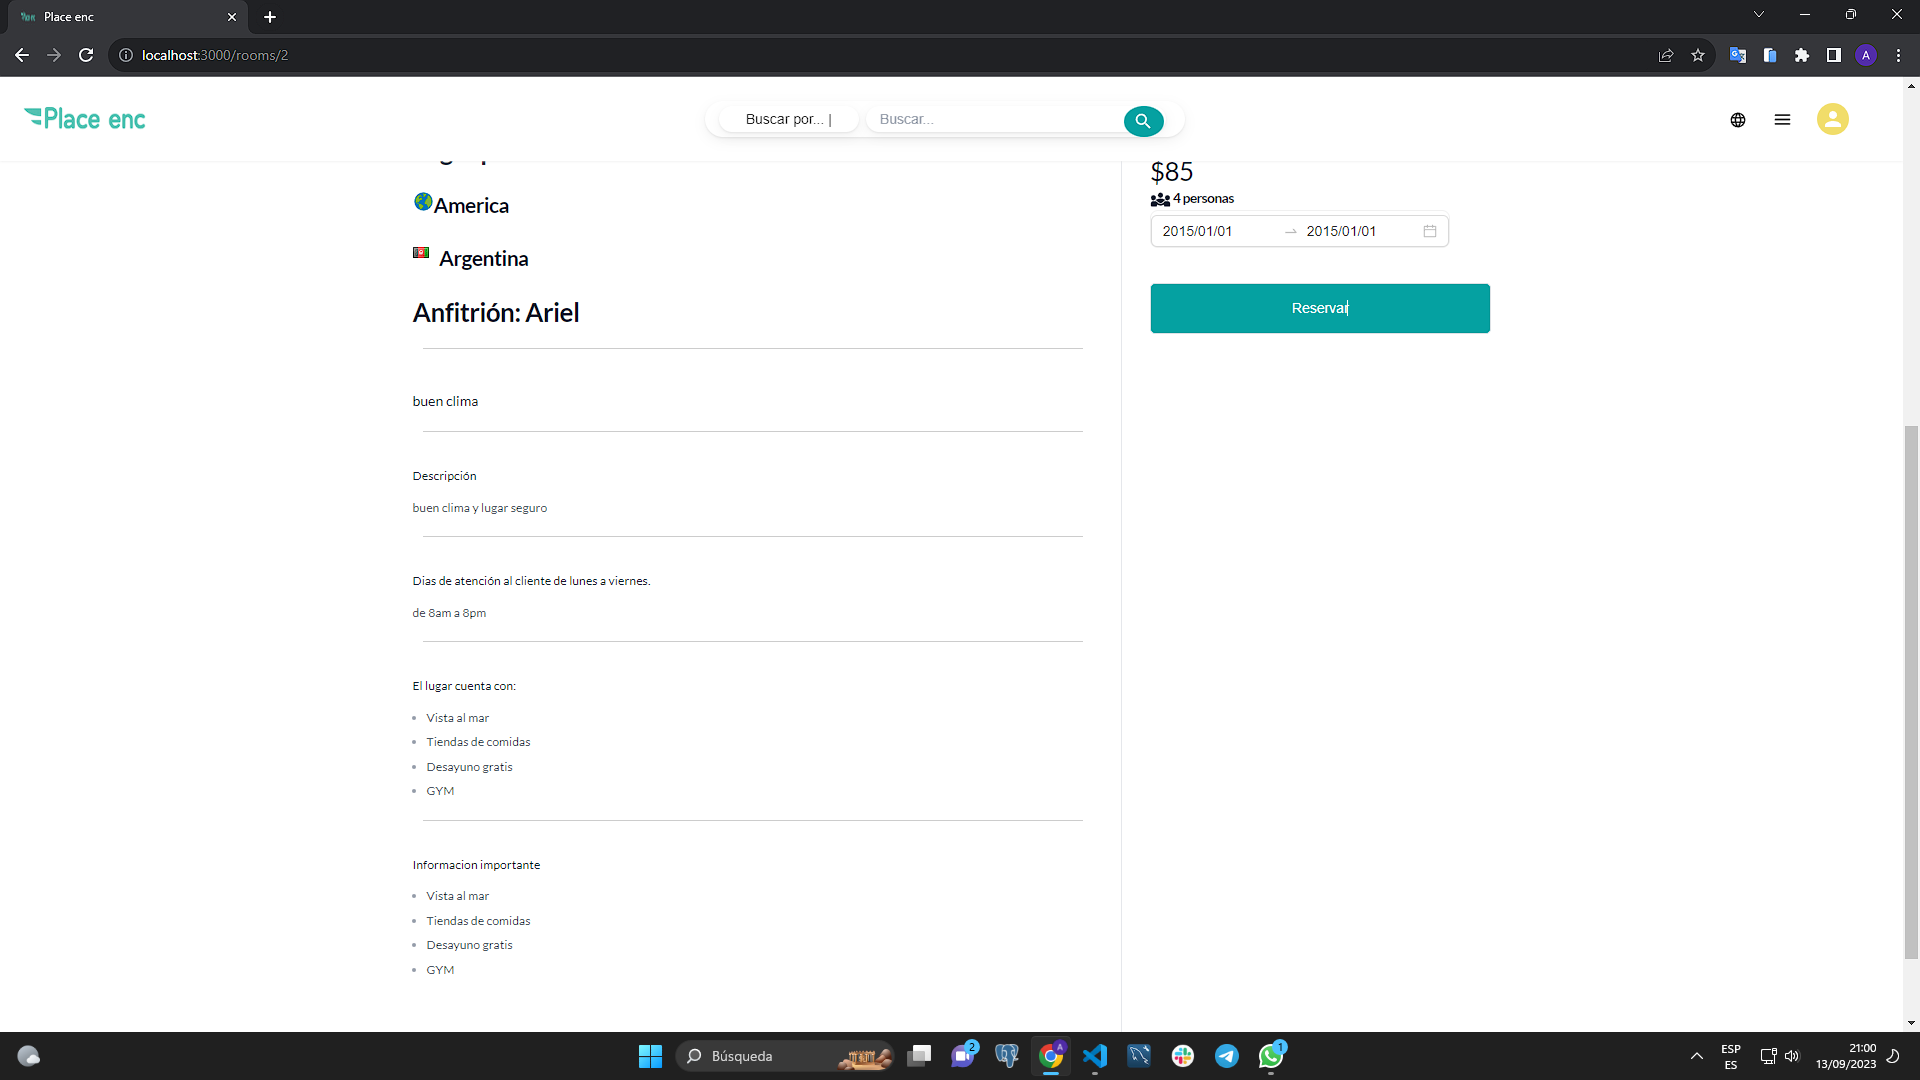 Place enc
localhost:3000/rooms/2
A
Place enc
Buscar por... |
Buscar...
$85
4 personas
2015/01/01
2015/01/01
Reservar
America
Argentina
Anfitrión: Ariel
buen clima
Descripción
buen clima y lugar seguro
Dias de atención al cliente de lunes a viernes.
de 8am a 8pm
El lugar cuenta con:
Vista al mar
Tiendas de comidas
Desayuno gratis
GYM
Informacion importante
Vista al mar
Tiendas de comidas
Desayuno gratis
GYM
Búsqueda
2
A
1
ESP
ES
21:00
13/09/2023